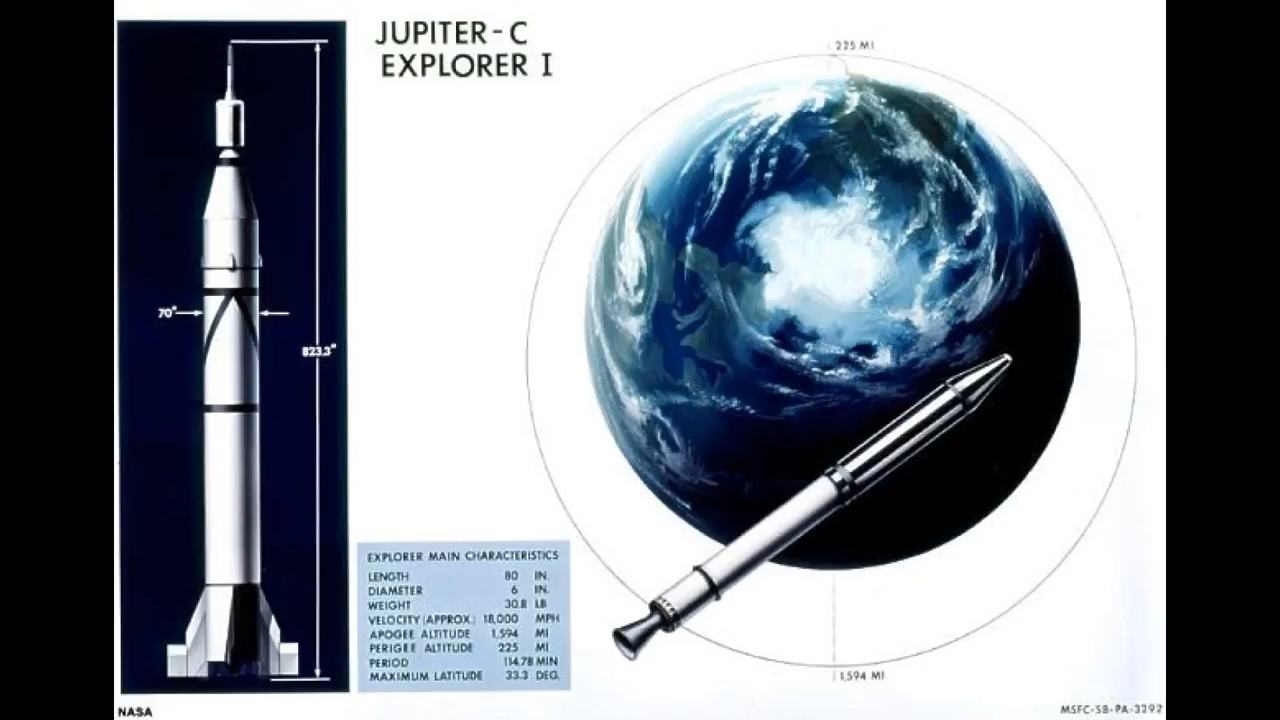 JUPITER-C
EXPLORER I
225 MI
70"
823.3"
EXPLORER MAIN CHARACTERISTICS
LENGTH 80 IN.
DIAMETER 6 IN.
WEIGHT 30.8 LB
VELOCITY (APPROX.) 18,000 MPH
APOGEE ALTITUDE 1,594 MI
PERIGEE ALTITUDE 225 MI
PERIOD 114.78 MIN
MAXIMUM LATITUDE 33.3 DEG.
1,594 MI
NASA
MSFC-SB-PA-3292